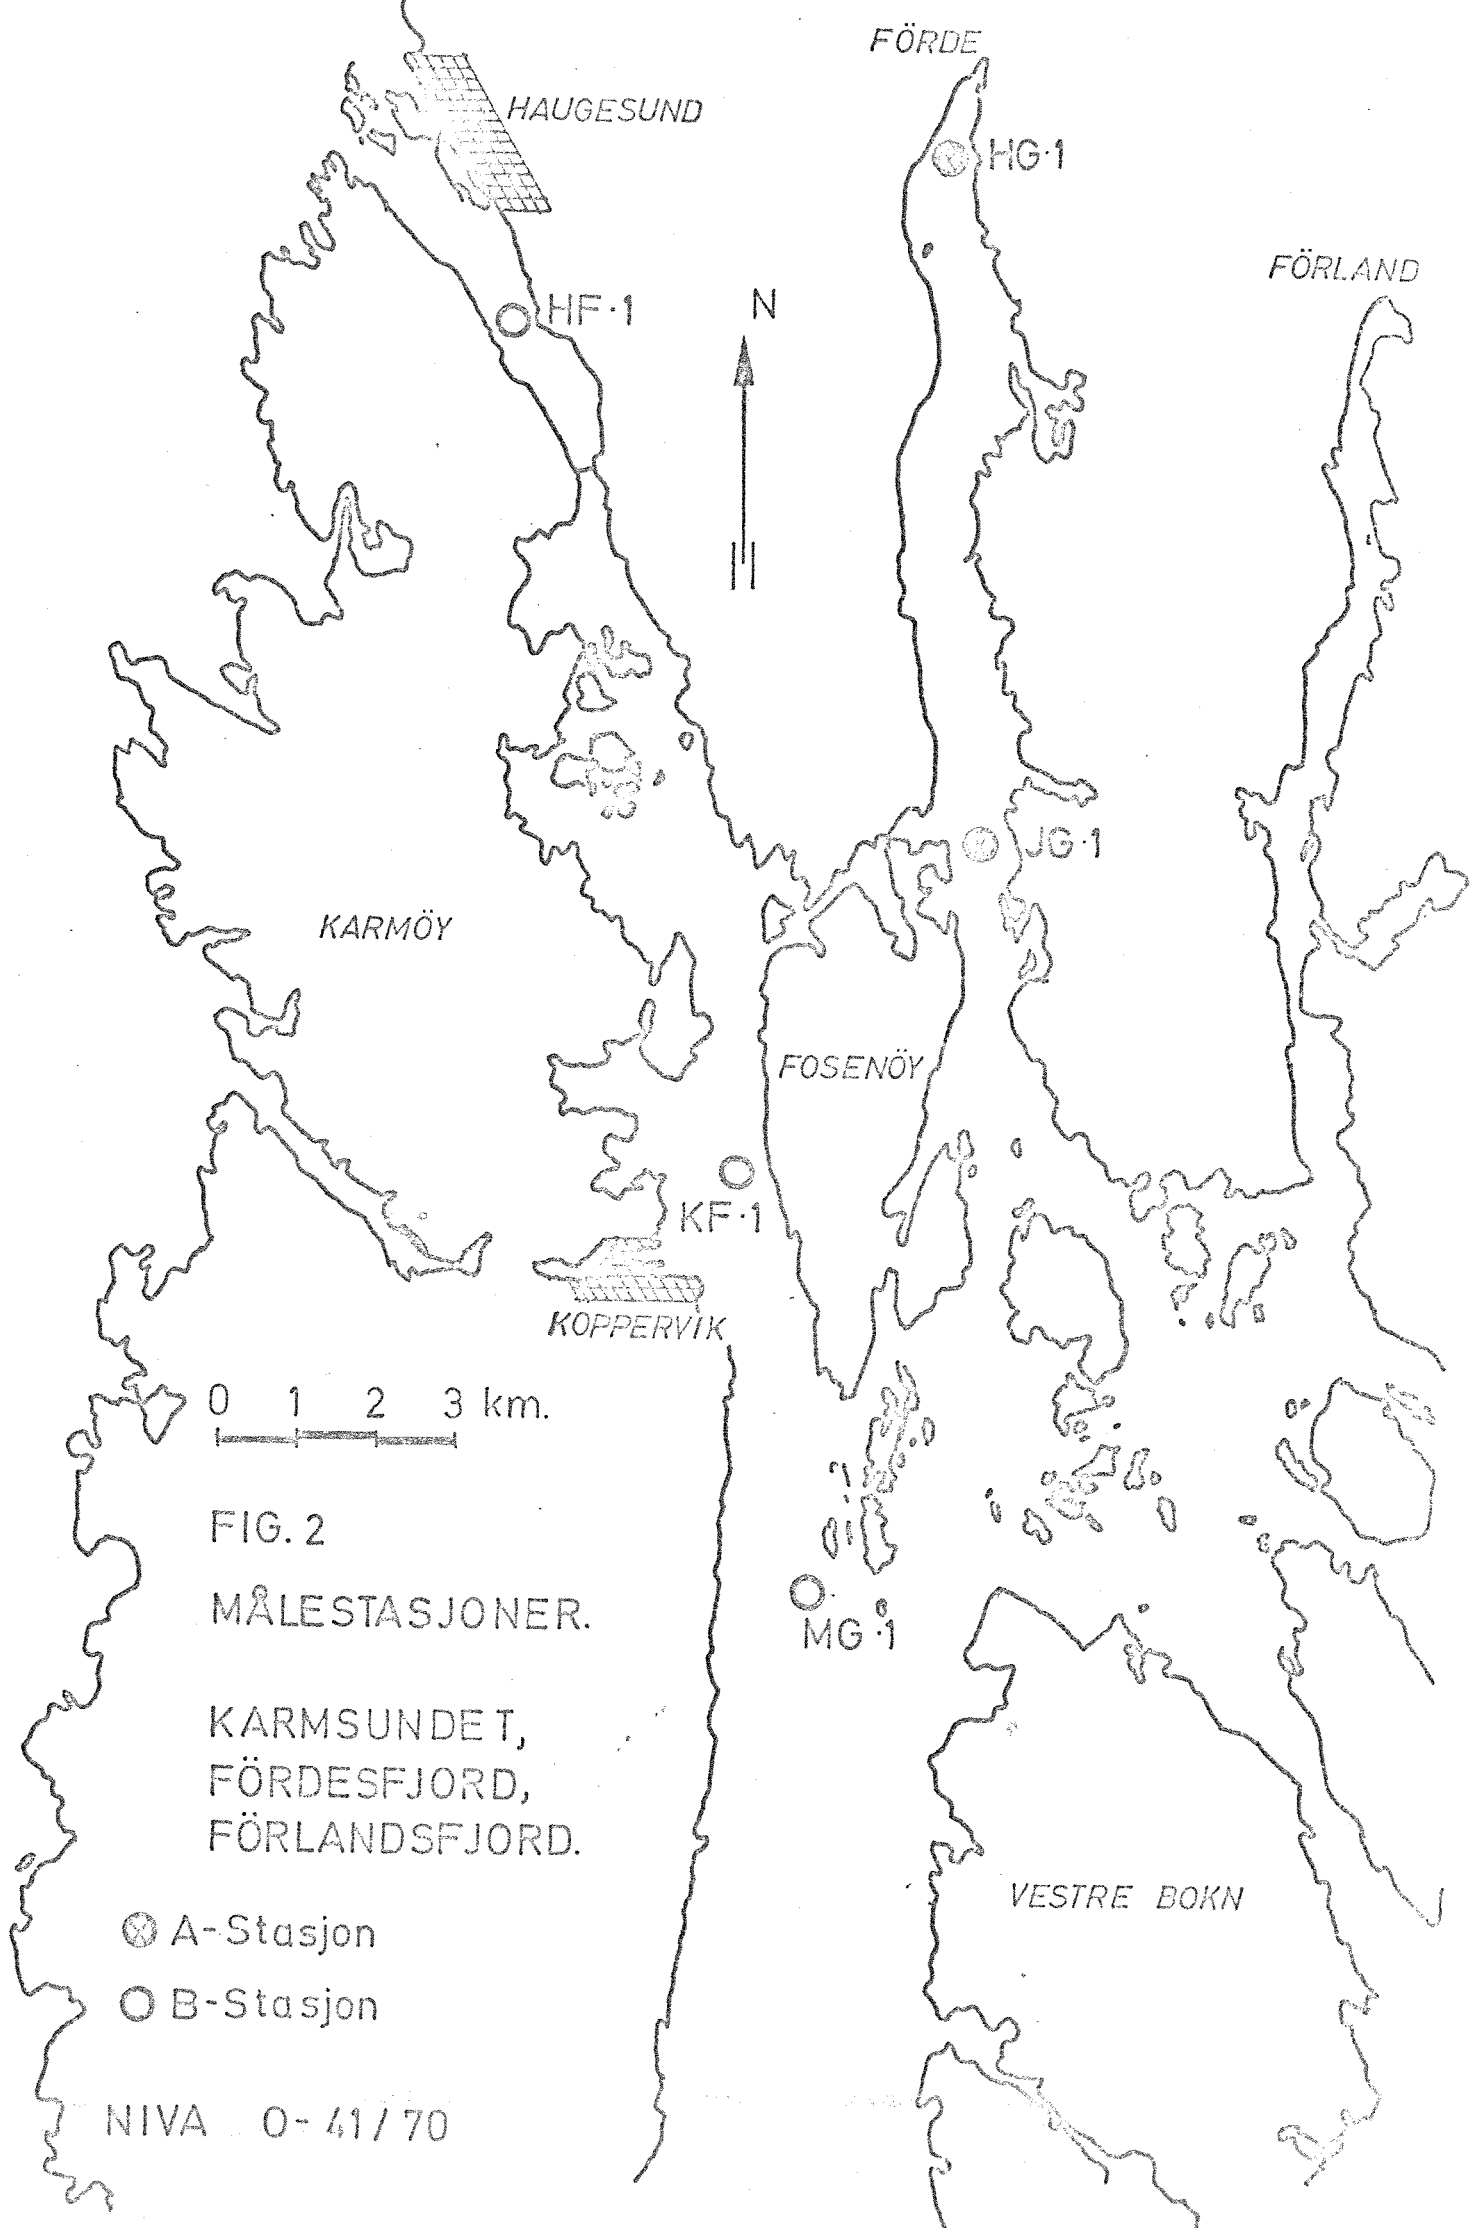 FÖRDE
HAUGESUND
HG·1
FÖRLAND
N
HF·1
JG·1
KARMÖY
FOSENÖY
KF·1
KOPPERVIK
0 1 2 3 km.
FIG. 2
MÅLESTASJONER.
MG·1
KARMSUNDET,
FÖRDESFJORD,
FÖRLANDSFJORD.
VESTRE BOKN
A-Stasjon
B-Stasjon
NIVA O-41/70